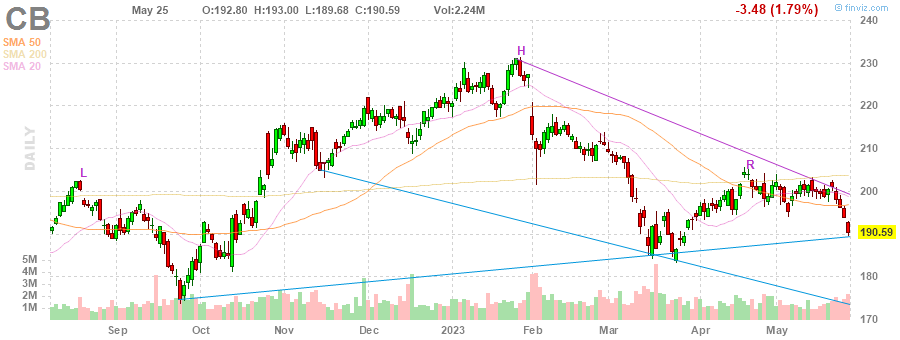 CB May 25 O:192.80 H:193.00 L:189.68 C:190.59 Vol:2.24M -3.48 (1.79%) finviz.com
SMA 50
SMA 200
SMA 20
DAILY
240
230
220
210
200
190.59
180
170
5M
4M
3M
2M
1M
L
H
R
Sep Oct Nov Dec 2023 Feb Mar Apr May